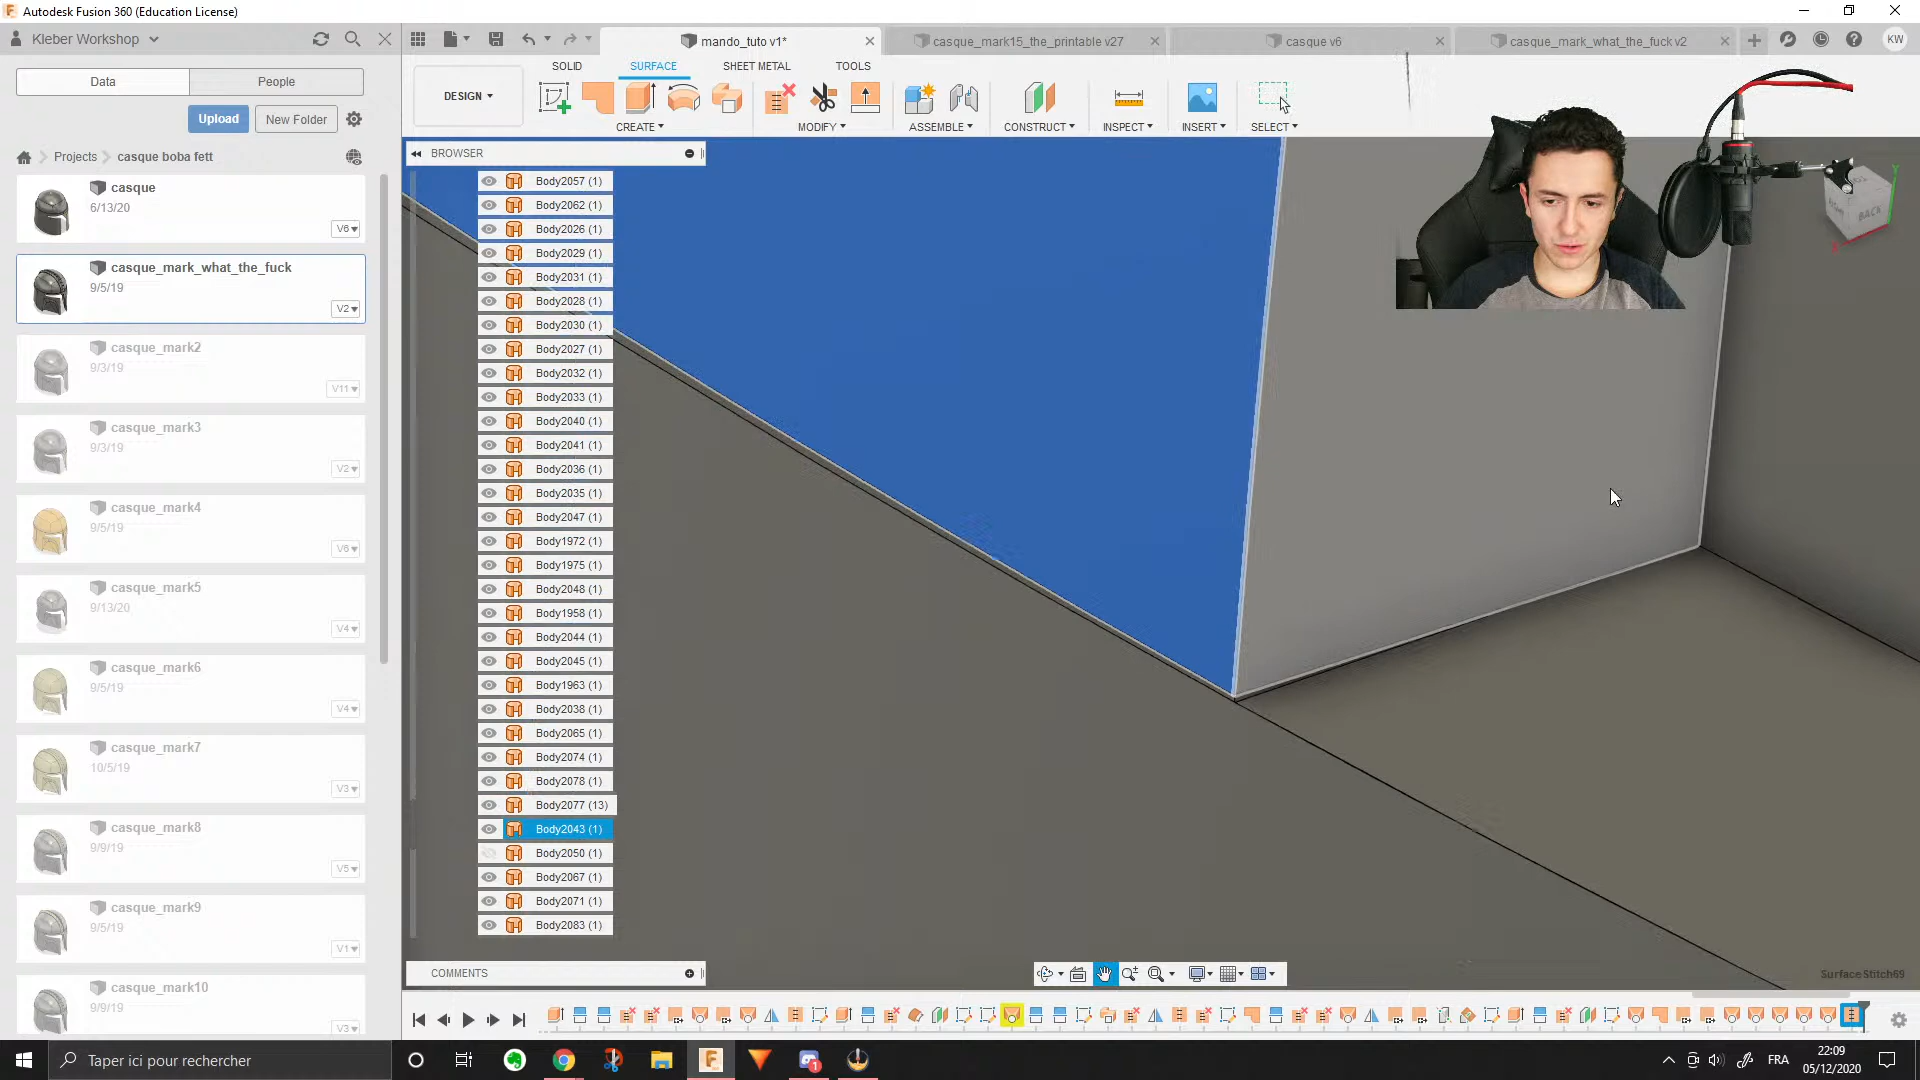 Autodesk Fusion 360 (Education License)
Kleber Workshop
mando_tuto v1*
casque_mark15_the_printable v27
casque v6
casque_mark_what_the_fuck v2
KW
Data
People
Upload
New Folder
Projects
casque boba fett
casque
6/13/20
V6
casque_mark_what_the_fuck
9/5/19
V2
casque_mark2
9/3/19
V11
casque_mark3
9/3/19
V2
casque_mark4
9/5/19
V6
casque_mark5
9/13/20
V4
casque_mark6
9/5/19
V4
casque_mark7
10/5/19
V3
casque_mark8
9/9/19
V5
casque_mark9
9/5/19
V1
casque_mark10
9/9/19
V3
DESIGN
SOLID
SURFACE
SHEET METAL
TOOLS
CREATE
MODIFY
ASSEMBLE
CONSTRUCT
INSPECT
INSERT
SELECT
BROWSER
Body2057 (1)
Body2062 (1)
Body2026 (1)
Body2029 (1)
Body2031 (1)
Body2028 (1)
Body2030 (1)
Body2027 (1)
Body2032 (1)
Body2033 (1)
Body2040 (1)
Body2041 (1)
Body2036 (1)
Body2035 (1)
Body2047 (1)
Body1972 (1)
Body1975 (1)
Body2048 (1)
Body1958 (1)
Body2044 (1)
Body2045 (1)
Body1963 (1)
Body2038 (1)
Body2065 (1)
Body2074 (1)
Body2078 (1)
Body2077 (13)
Body2043 (1)
Body2050 (1)
Body2067 (1)
Body2071 (1)
Body2083 (1)
BACK
COMMENTS
SurfaceStitch69
Taper ici pour rechercher
FRA
22:09
05/12/2020